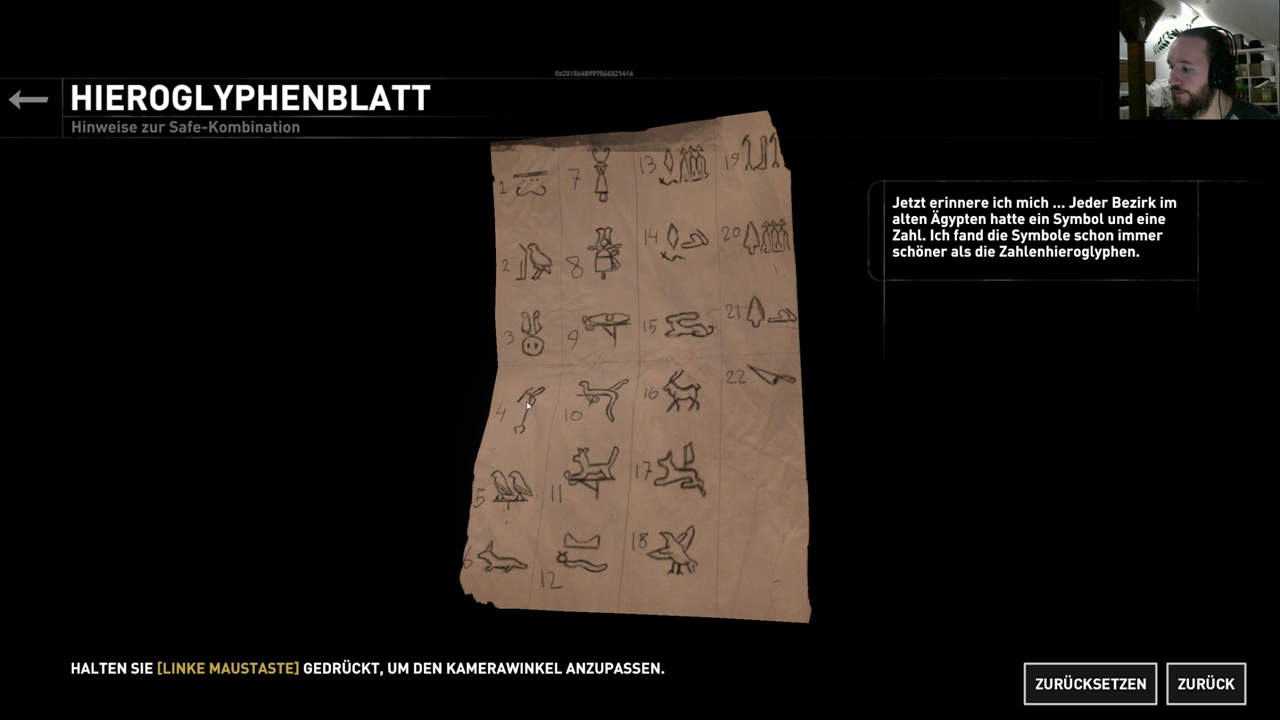 0x2315648997566321416
HIEROGLYPHENBLATT
Hinweise zur Safe-Kombination
Jetzt erinnere ich mich ... Jeder Bezirk im
alten Ägypten hatte ein Symbol und eine
Zahl. Ich fand die Symbole schon immer
schöner als die Zahlenhieroglyphen.
1
2
3
4
5
6
7
8
9
10
11
12
13
14
15
16
17
18
19
20
21
22
HALTEN SIE [LINKE MAUSTASTE] GEDRÜCKT, UM DEN KAMERAWINKEL ANZUPASSEN.
ZURÜCKSETZEN
ZURÜCK